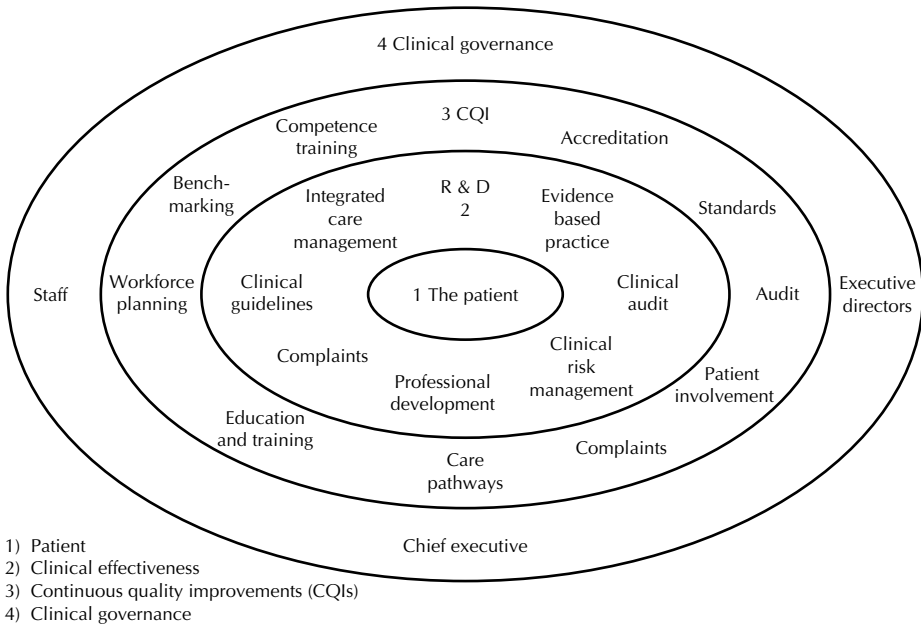 4 Clinical governance
3 CQI
Competence
training
Accreditation
Bench-
marking
R & D
2
Integrated
care
management
Evidence
based
practice
Standards
Staff
Workforce
planning
Clinical
guidelines
1 The patient
Clinical
audit
Audit
Executive
directors
Complaints
Professional
development
Clinical
risk
management
Patient
involvement
Education
and training
Care
pathways
Complaints
Chief executive
1) Patient
2) Clinical effectiveness
3) Continuous quality improvements (CQIs)
4) Clinical governance